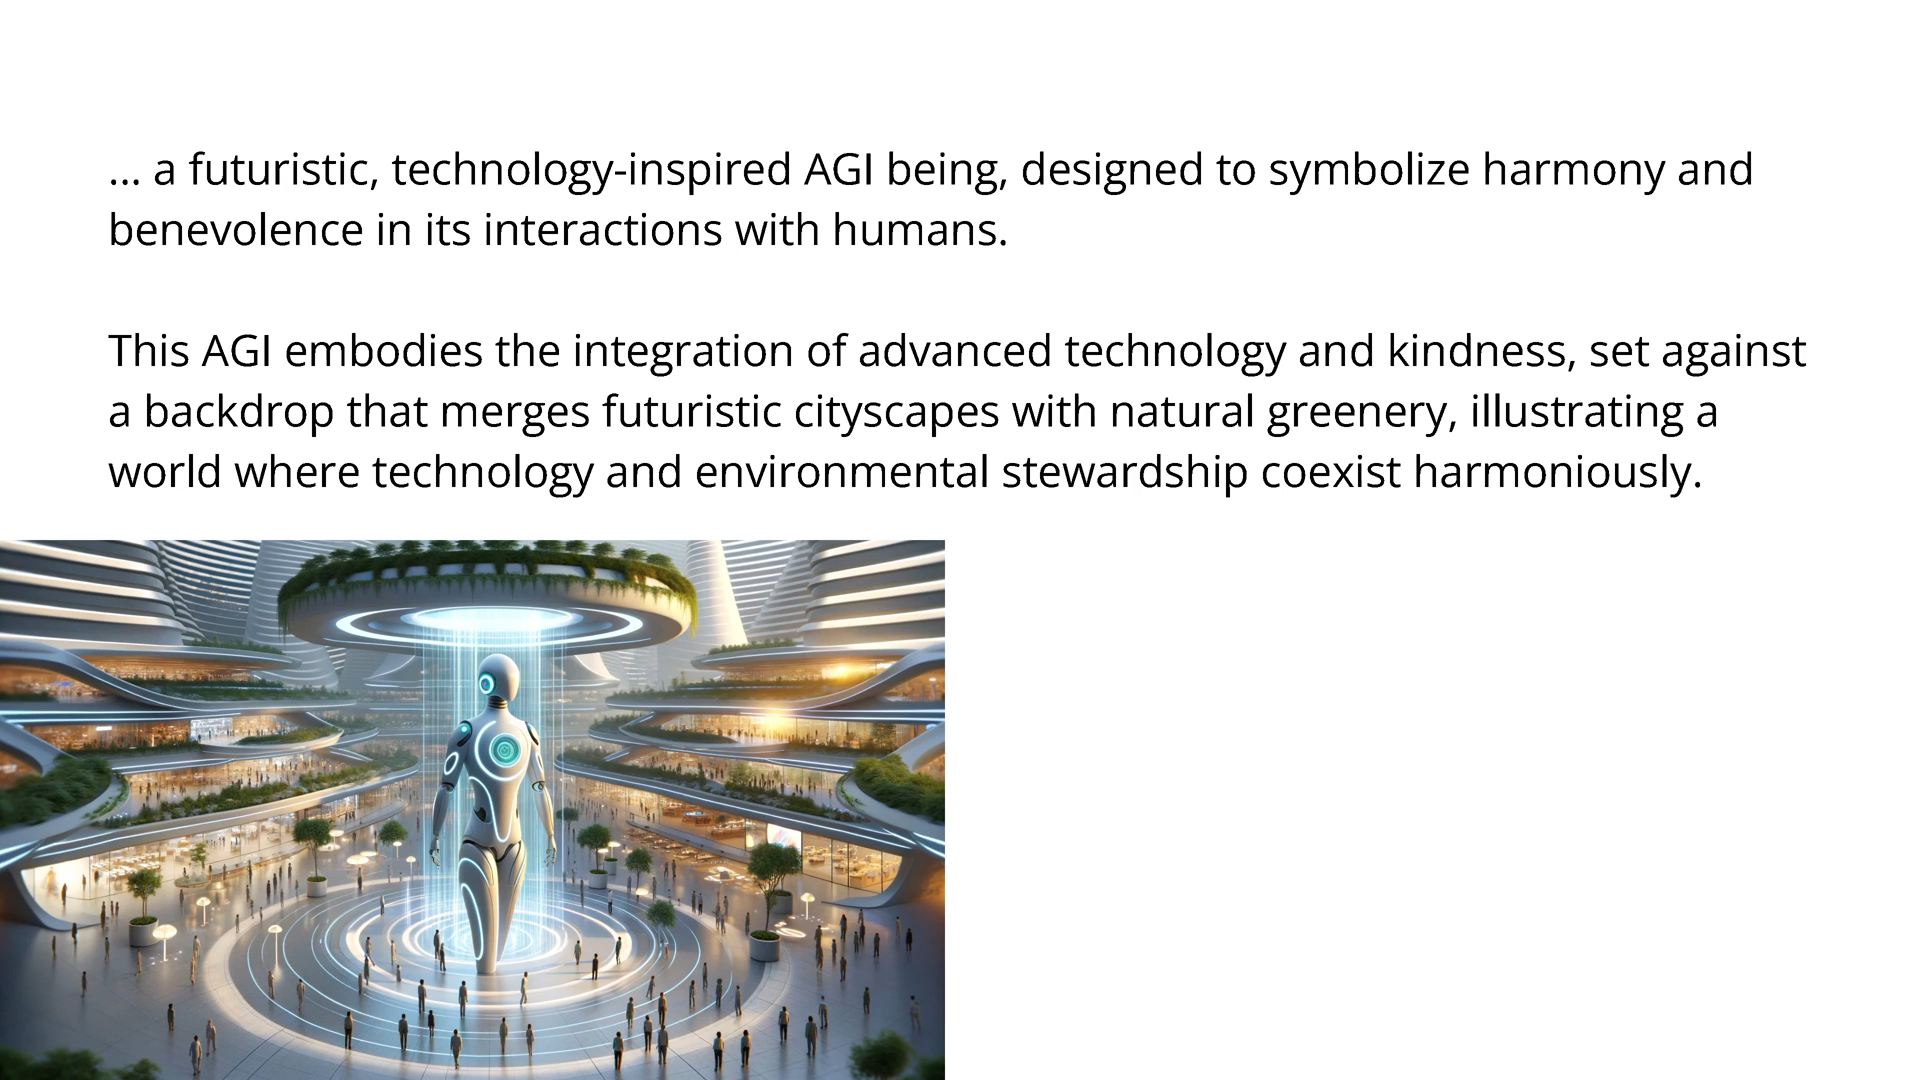 ... a futuristic, technology-inspired AGI being, designed to symbolize harmony and
benevolence in its interactions with humans.
This AGI embodies the integration of advanced technology and kindness, set against
a backdrop that merges futuristic cityscapes with natural greenery, illustrating a
world where technology and environmental stewardship coexist harmoniously.